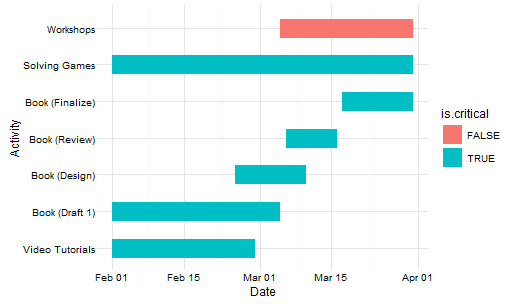 Workshops
Solving Games
Book (Finalize)
Book (Review)
Book (Design)
Book (Draft 1)
Video Tutorials
Activity
Feb 01
Feb 15
Mar 01
Mar 15
Apr 01
Date
is.critical
FALSE
TRUE